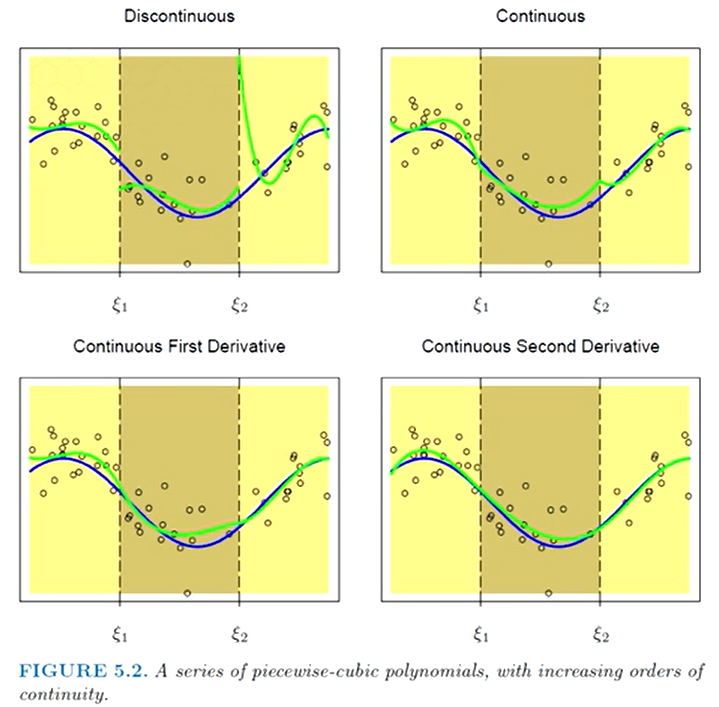 Discontinuous
Continuous
ξ1
ξ2
ξ1
ξ2
Continuous First Derivative
Continuous Second Derivative
ξ1
ξ2
ξ1
ξ2
FIGURE 5.2. A series of piecewise-cubic polynomials, with increasing orders of
continuity.